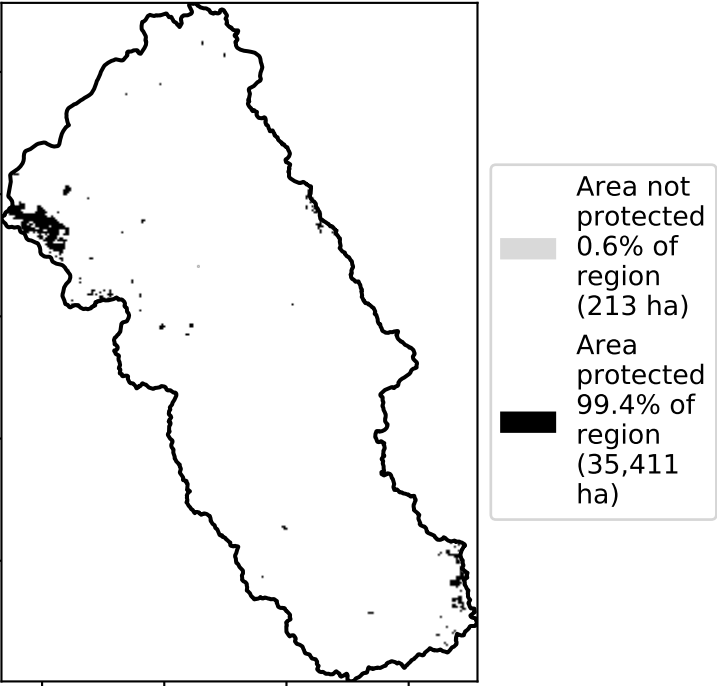 Area not
protected
0.6% of
region
(213 ha)
Area
protected
99.4% of
region
(35,411
ha)